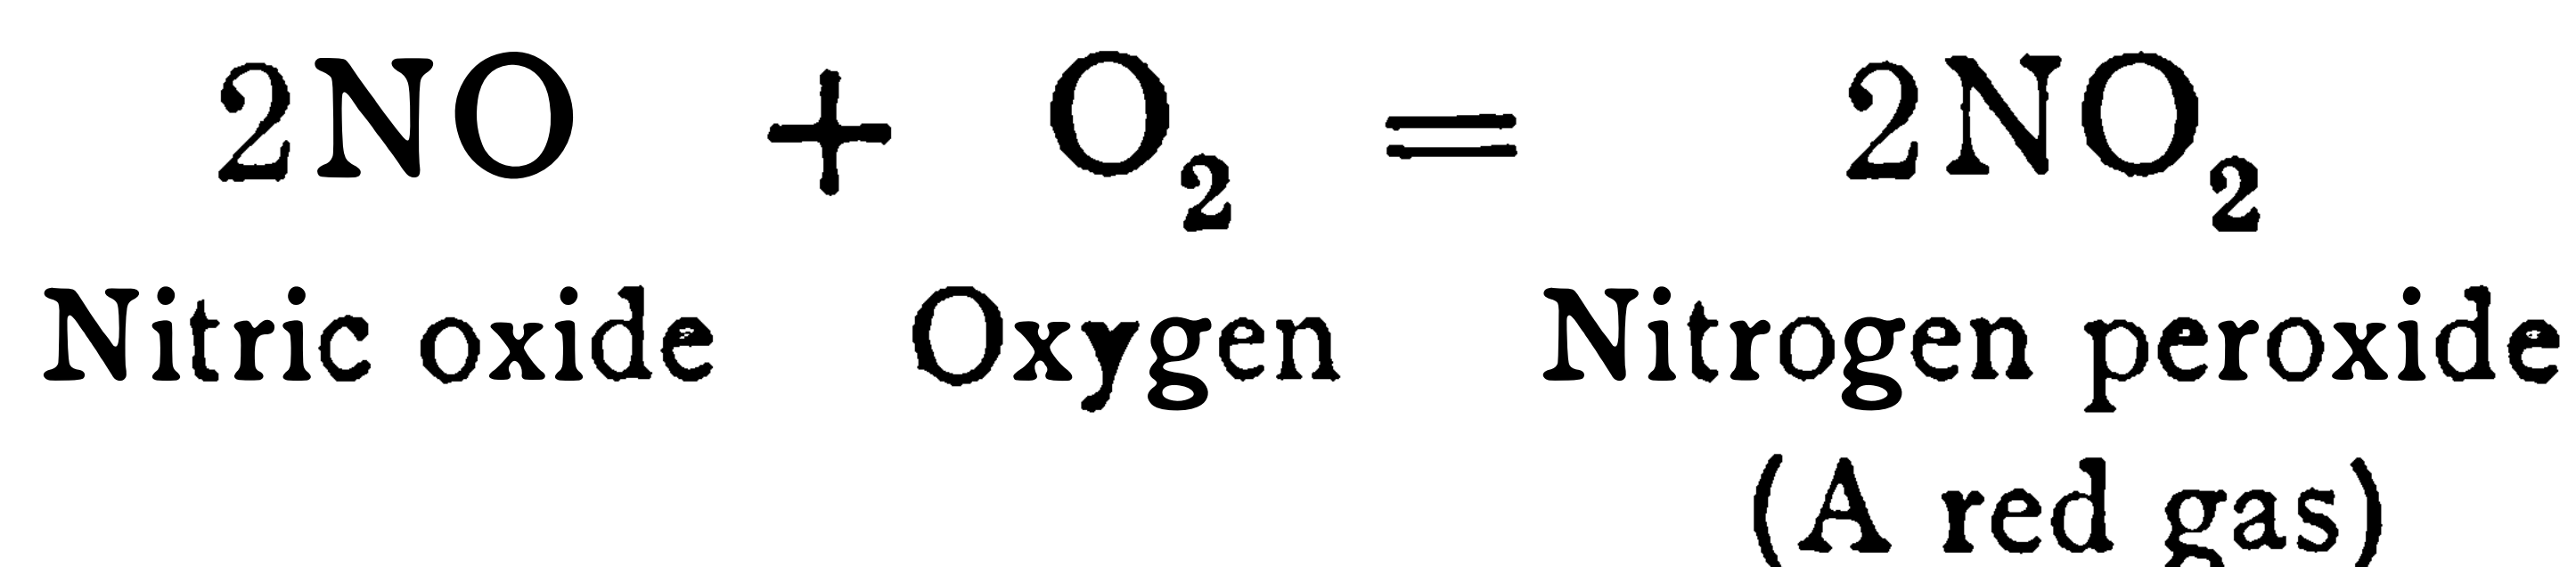 2NO + O₂ = 2NO₂
Nitric oxide Oxygen Nitrogen peroxide
(A red gas)